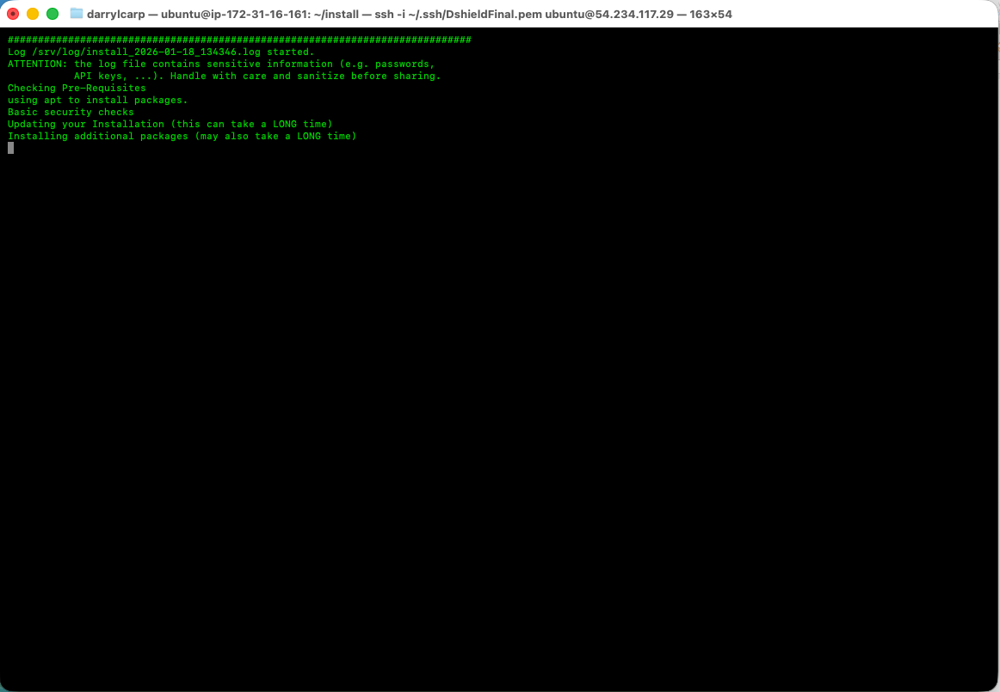 darrylcarp — ubuntu@ip-172-31-16-161: ~/install — ssh -i ~/.ssh/DshieldFinal.pem ubuntu@54.234.117.29 — 163×54
#############################################################################
Log /srv/log/install_2026-01-18_134346.log started.
ATTENTION: the log file contains sensitive information (e.g. passwords,
           API keys, ...). Handle with care and sanitize before sharing.
Checking Pre-Requisites
using apt to install packages.
Basic security checks
Updating your Installation (this can take a LONG time)
Installing additional packages (may also take a LONG time)